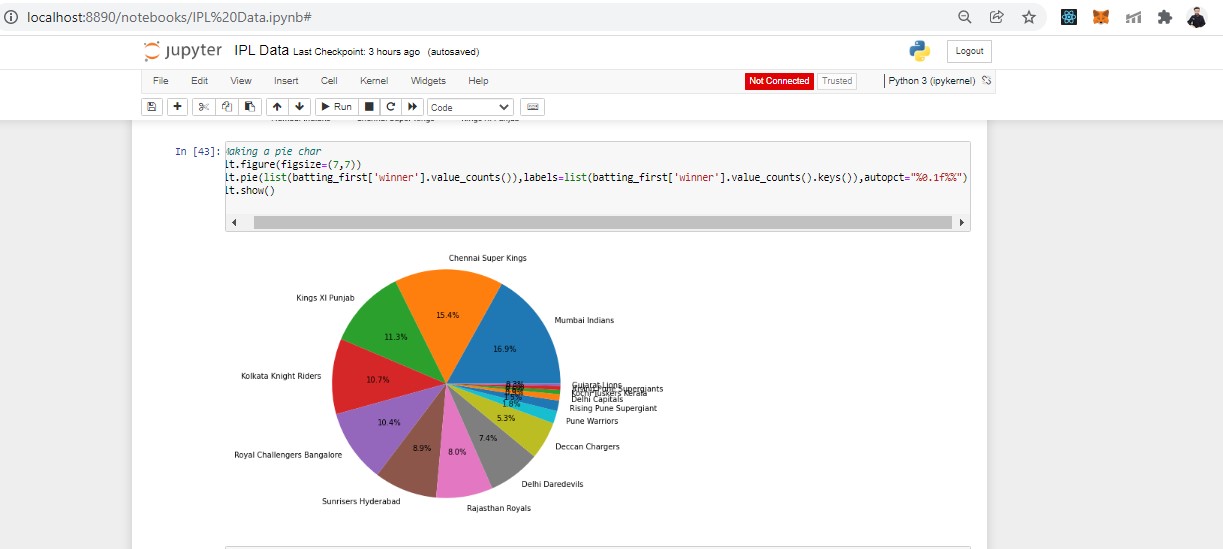 localhost:8890/notebooks/IPL%20Data.ipynb#
jupyter IPL Data Last Checkpoint: 3 hours ago (autosaved)
Logout
File Edit View Insert Cell Kernel Widgets Help
Not Connected Trusted Python 3 (ipykernel)
Run Code
In [43]:
Making a pie char
lt.figure(figsize=(7,7))
lt.pie(list(batting_first['winner'].value_counts()),labels=list(batting_first['winner'].value_counts().keys()),autopct="%0.1f%%")
lt.show()
Chennai Super Kings
Kings XI Punjab
15.4%
Mumbai Indians
11.3%
16.9%
Kolkata Knight Riders
10.7%
Gujarat Lions
Rising Pune Supergiants
Kochi Tuskers Kerala
Delhi Capitals
1.8%
Rising Pune Supergiant
5.3%
Pune Warriors
10.4%
7.4%
Deccan Chargers
8.9%
8.0%
Royal Challengers Bangalore
Delhi Daredevils
Sunrisers Hyderabad
Rajasthan Royals